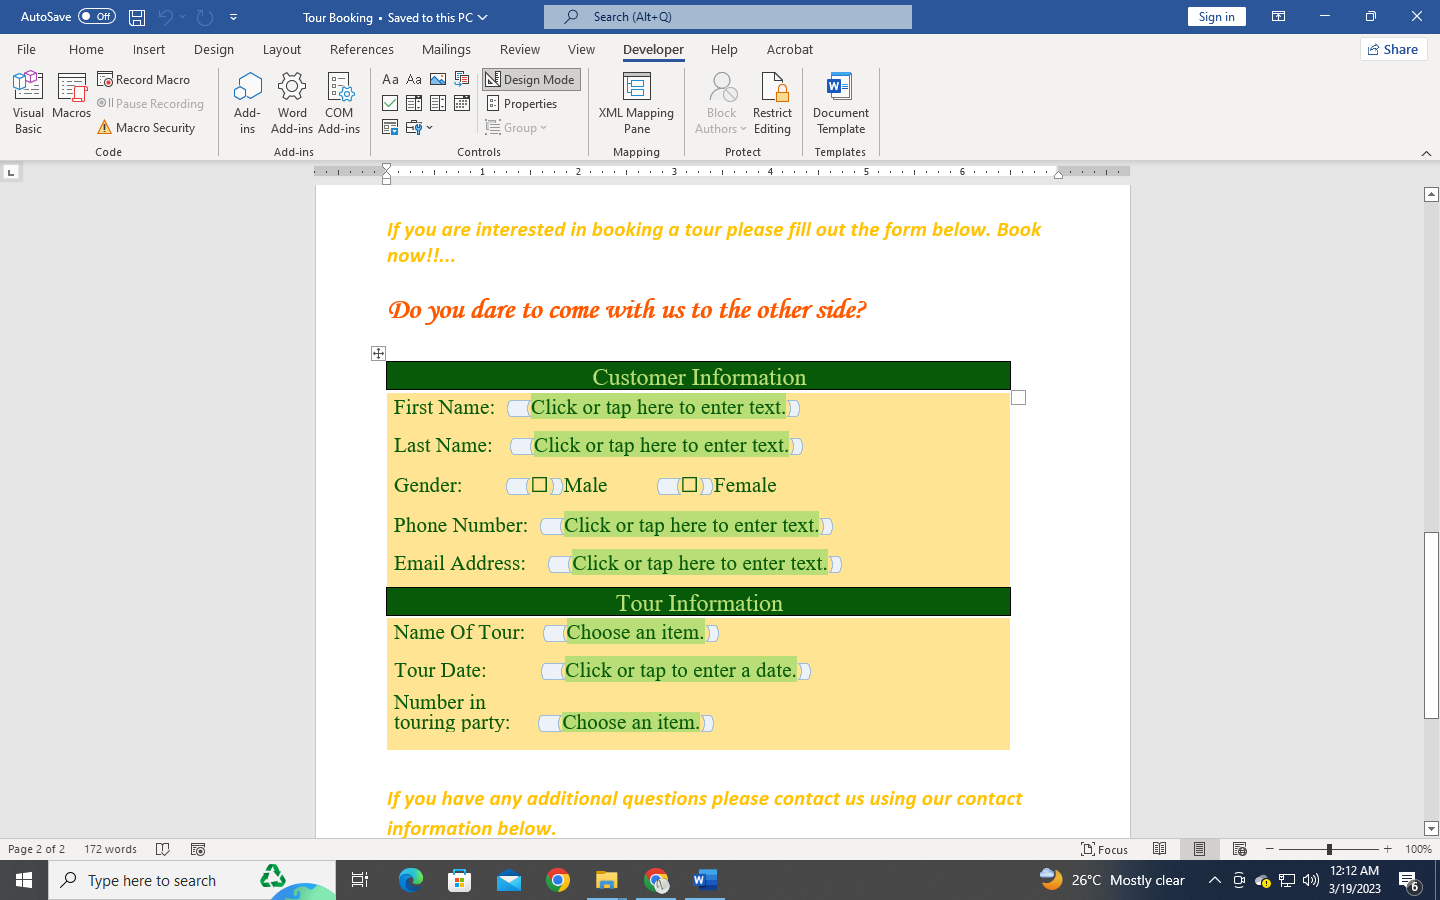 AutoSave Off Tour Booking • Saved to this PC Search (Alt+Q) Sign in
File Home Insert Design Layout References Mailings Review View Developer Help Acrobat Share
Visual Basic
Macros
Record Macro
Pause Recording
Macro Security
Add-ins
Word Add-ins
COM Add-ins
Aa Aa
Design Mode
Properties
Group
XML Mapping Pane
Block Authors
Restrict Editing
Document Template
Code Add-ins Controls Mapping Protect Templates
1 2 3 4 5 6
If you are interested in booking a tour please fill out the form below. Book
now!!...
Do you dare to come with us to the other side?
Customer Information
First Name: Click or tap here to enter text.
Last Name: Click or tap here to enter text.
Gender: ☐ Male ☐ Female
Phone Number: Click or tap here to enter text.
Email Address: Click or tap here to enter text.
Tour Information
Name Of Tour: Choose an item.
Tour Date: Click or tap to enter a date.
Number in
touring party: Choose an item.
If you have any additional questions please contact us using our contact
information below.
Page 2 of 2 172 words Focus 100%
Type here to search 26°C Mostly clear 12:12 AM
3/19/2023 6